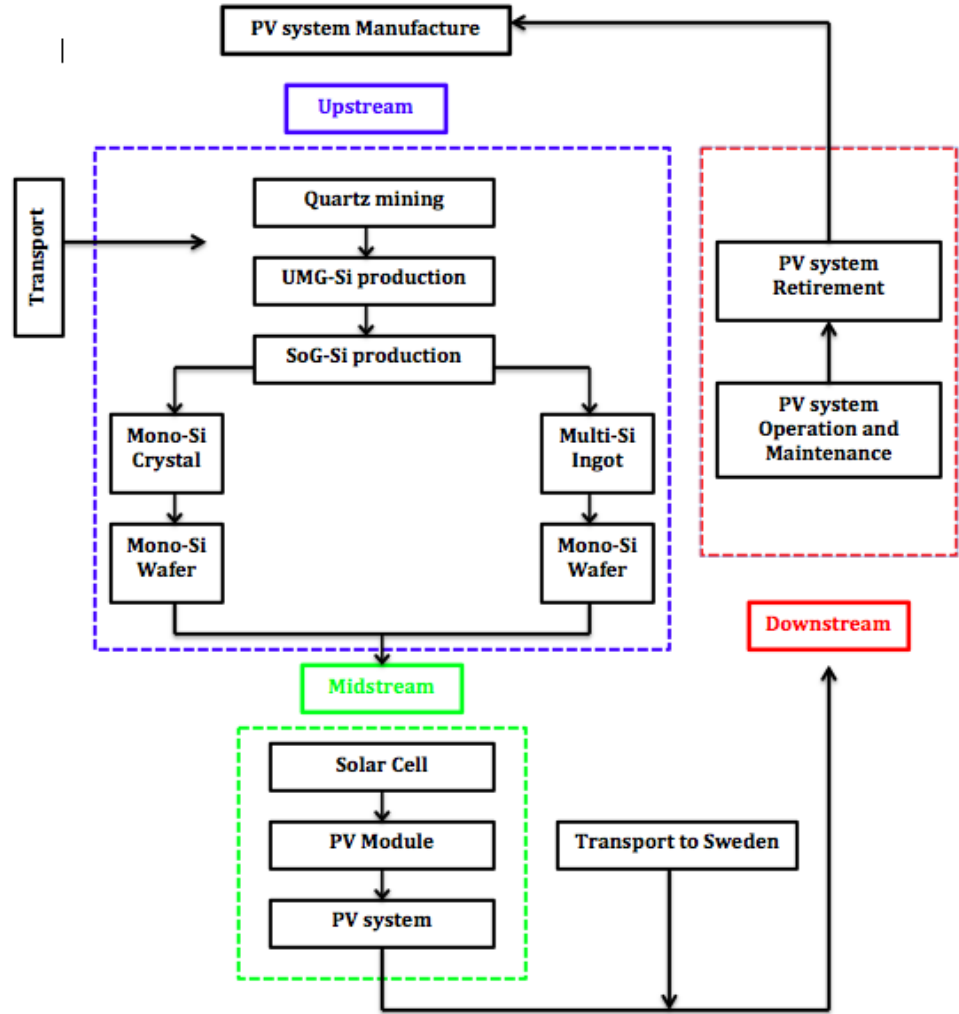 PV system Manufacture
Upstream
Transport
Quartz mining
UMG-Si production
SoG-Si production
Mono-Si
Crystal
Multi-Si
Ingot
Mono-Si
Wafer
Mono-Si
Wafer
PV system
Retirement
PV system
Operation and
Maintenance
Downstream
Midstream
Solar Cell
PV Module
PV system
Transport to Sweden